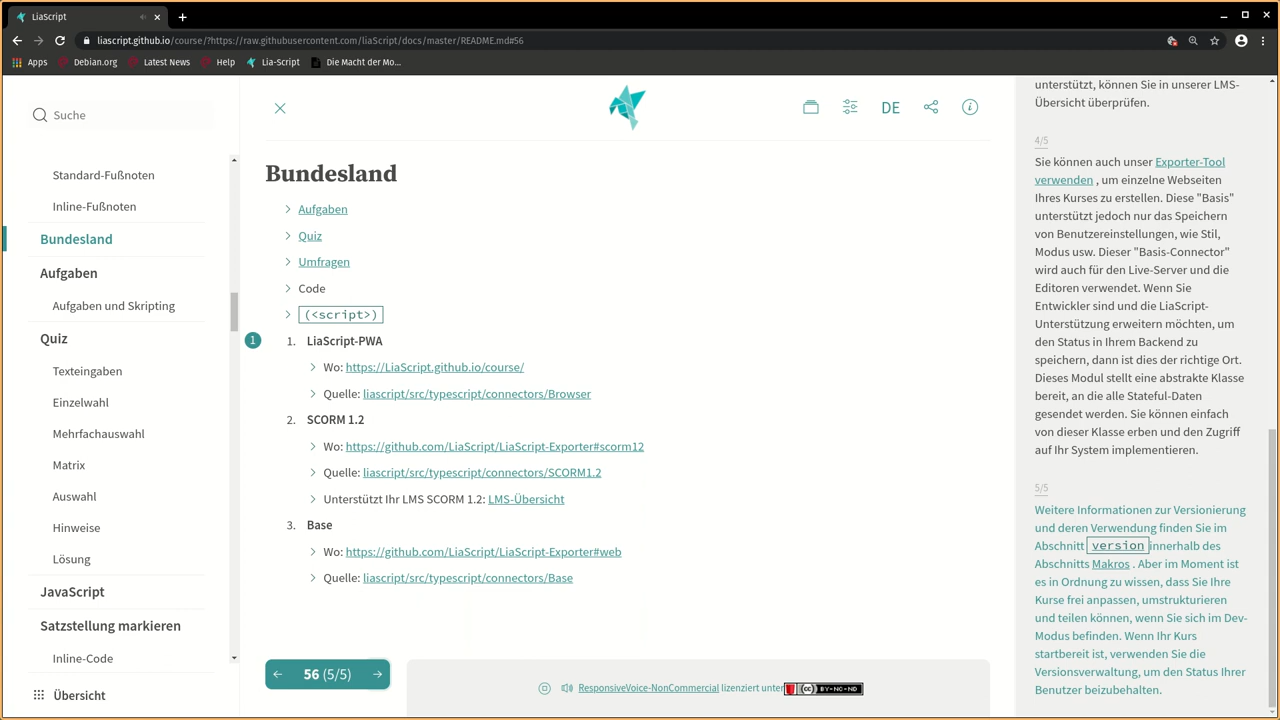 LiaScript
liascript.github.io/course/?https://raw.githubusercontent.com/liaScript/docs/master/README.md#56
Apps Debian.org Latest News Help Lia-Script Die Macht der Mo...
Suche
Standard-Fußnoten
Inline-Fußnoten
Bundesland
Aufgaben
Aufgaben und Skripting
Quiz
Texteingaben
Einzelwahl
Mehrfachauswahl
Matrix
Auswahl
Hinweise
Lösung
JavaScript
Satzstellung markieren
Inline-Code
Übersicht
DE
Bundesland
Aufgaben
Quiz
Umfragen
Code
(<script>)
1
1. LiaScript-PWA
Wo: https://LiaScript.github.io/course/
Quelle: liascript/src/typescript/connectors/Browser
2. SCORM 1.2
Wo: https://github.com/LiaScript/LiaScript-Exporter#scorm12
Quelle: liascript/src/typescript/connectors/SCORM1.2
Unterstützt Ihr LMS SCORM 1.2: LMS-Übersicht
3. Base
Wo: https://github.com/LiaScript/LiaScript-Exporter#web
Quelle: liascript/src/typescript/connectors/Base
56 (5/5)
ResponsiveVoice-NonCommercial lizenziert unter
BY-NC-ND
unterstützt, können Sie in unserer LMS-
Übersicht überprüfen.
4/5
Sie können auch unser Exporter-Tool
verwenden , um einzelne Webseiten
Ihres Kurses zu erstellen. Diese "Basis"
unterstützt jedoch nur das Speichern
von Benutzereinstellungen, wie Stil,
Modus usw. Dieser "Basis-Connector"
wird auch für den Live-Server und die
Editoren verwendet. Wenn Sie
Entwickler sind und die LiaScript-
Unterstützung erweitern möchten, um
den Status in Ihrem Backend zu
speichern, dann ist dies der richtige Ort.
Dieses Modul stellt eine abstrakte Klasse
bereit, an die alle Stateful-Daten
gesendet werden. Sie können einfach
von dieser Klasse erben und den Zugriff
auf Ihr System implementieren.
5/5
Weitere Informationen zur Versionierung
und deren Verwendung finden Sie im
Abschnitt version innerhalb des
Abschnitts Makros . Aber im Moment ist
es in Ordnung zu wissen, dass Sie Ihre
Kurse frei anpassen, umstrukturieren
und teilen können, wenn Sie sich im Dev-
Modus befinden. Wenn Ihr Kurs
startbereit ist, verwenden Sie die
Versionsverwaltung, um den Status Ihrer
Benutzer beizubehalten.